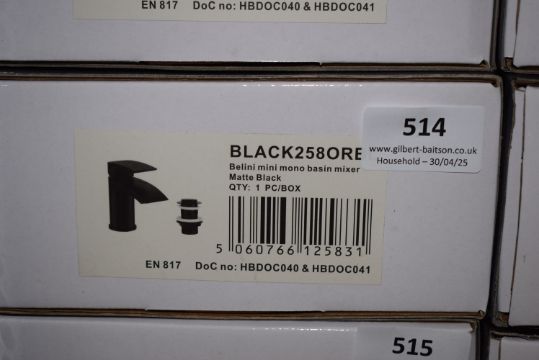 EN 817 DoC no: HBDOC040 & HBDOC041
514
www.gilbert-baitson.co.uk
Household – 30/04/25
BLACK258ORE
Belini mini mono basin mixer
Matte Black
QTY: 1 PC/BOX
5 060766 125831
EN 817 DoC no: HBDOC040 & HBDOC041
515